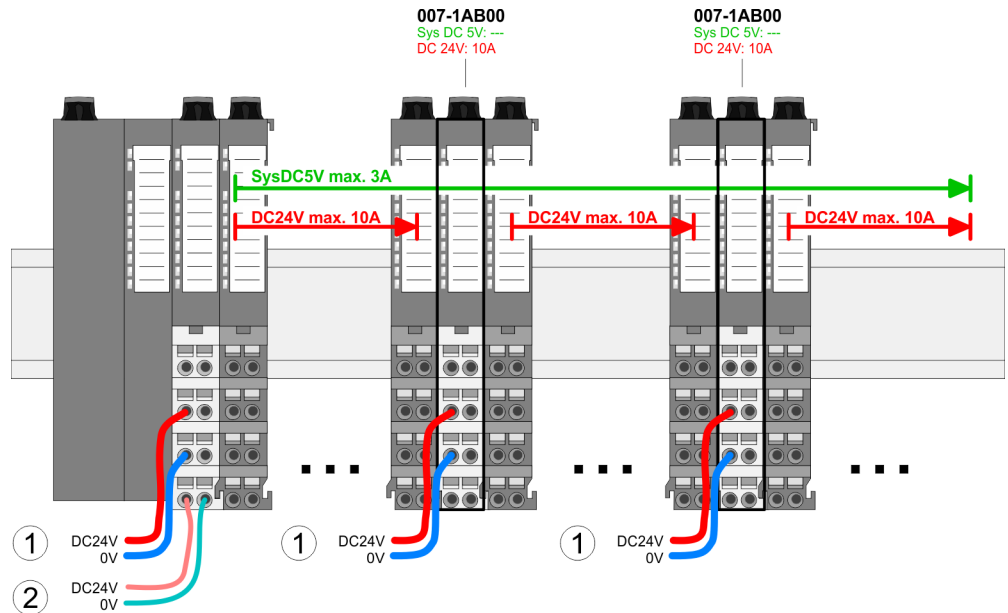 007-1AB00
Sys DC 5V: ---
DC 24V: 10A
007-1AB00
Sys DC 5V: ---
DC 24V: 10A
SysDC5V max. 3A
DC24V max. 10A
DC24V max. 10A
DC24V max. 10A
1
DC24V
0V
1
DC24V
0V
1
DC24V
0V
2
DC24V
0V